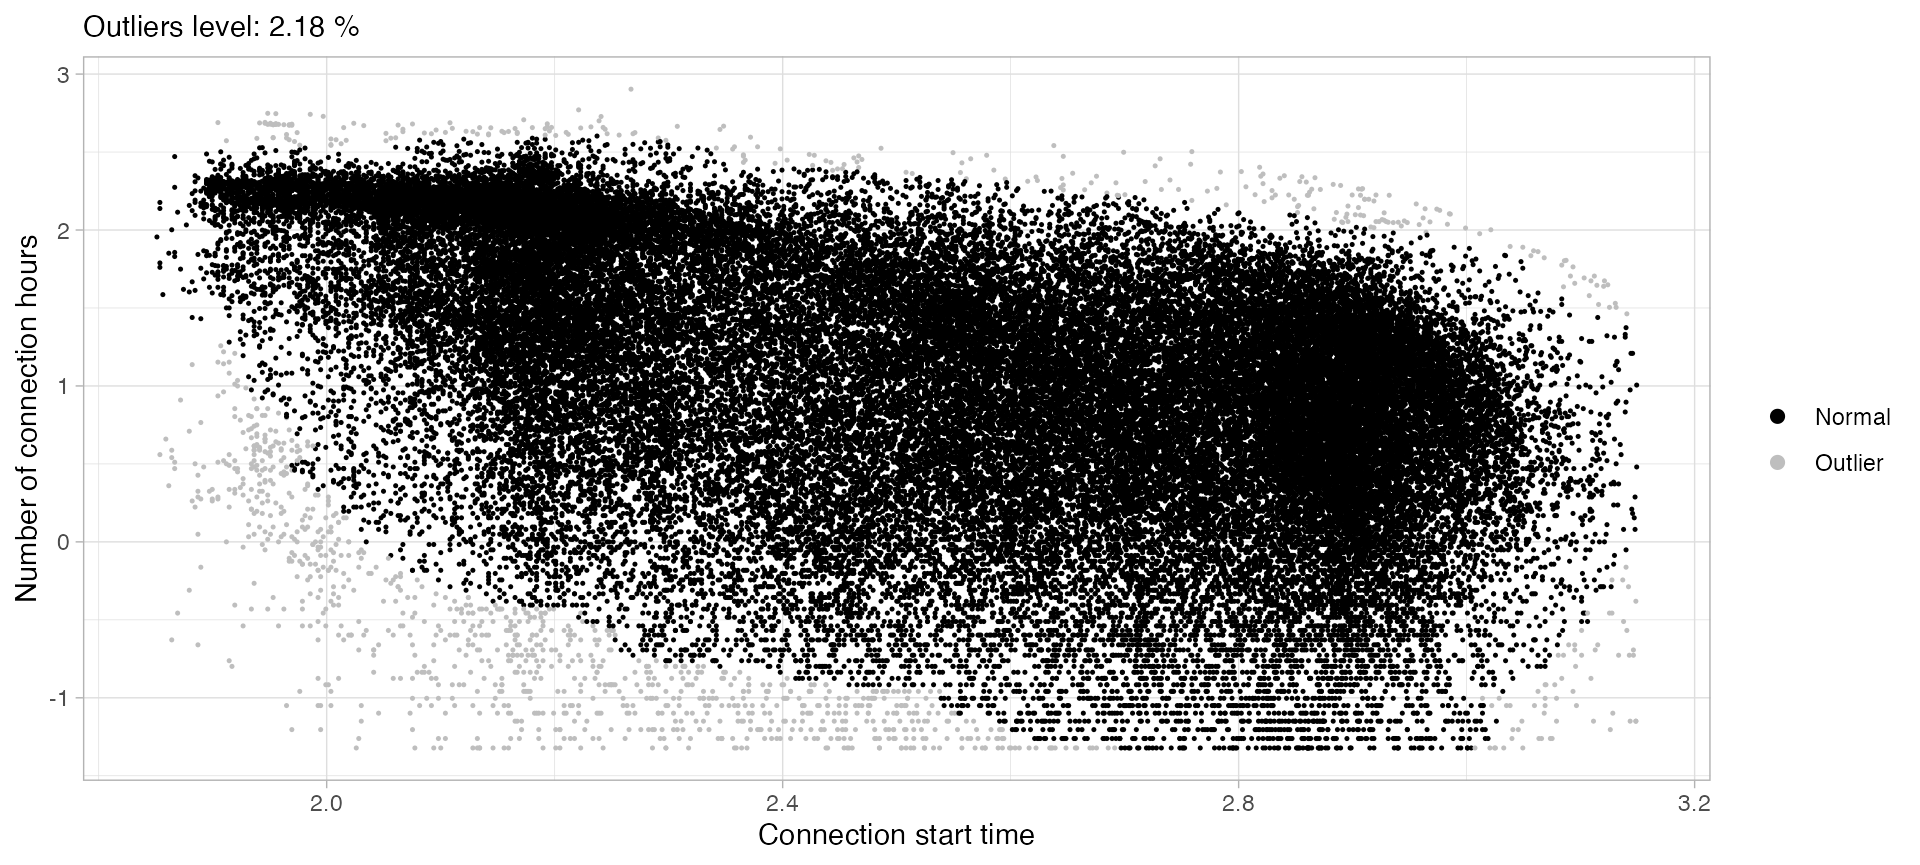 Outliers level: 2.18 %
3
2
1
0
-1
Number of connection hours
2.0 2.4 2.8 3.2
Connection start time
Normal
Outlier